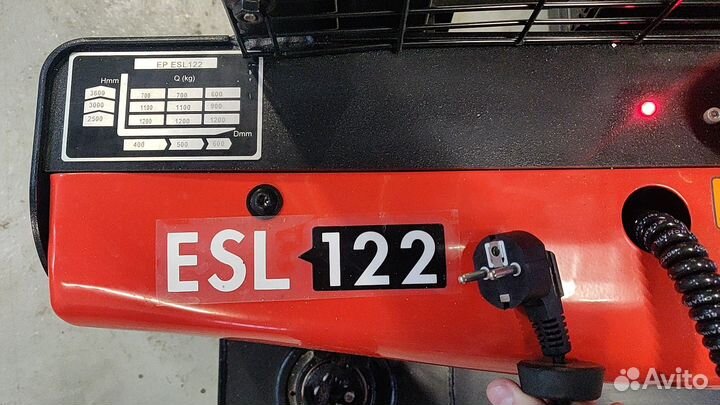 EP ESL122
Hmm Q (kg)
3600 700 700 600
3000 1100 1100 900
2500 1200 1200 1200
Dmm
400 500 600
ESL 122
Avito